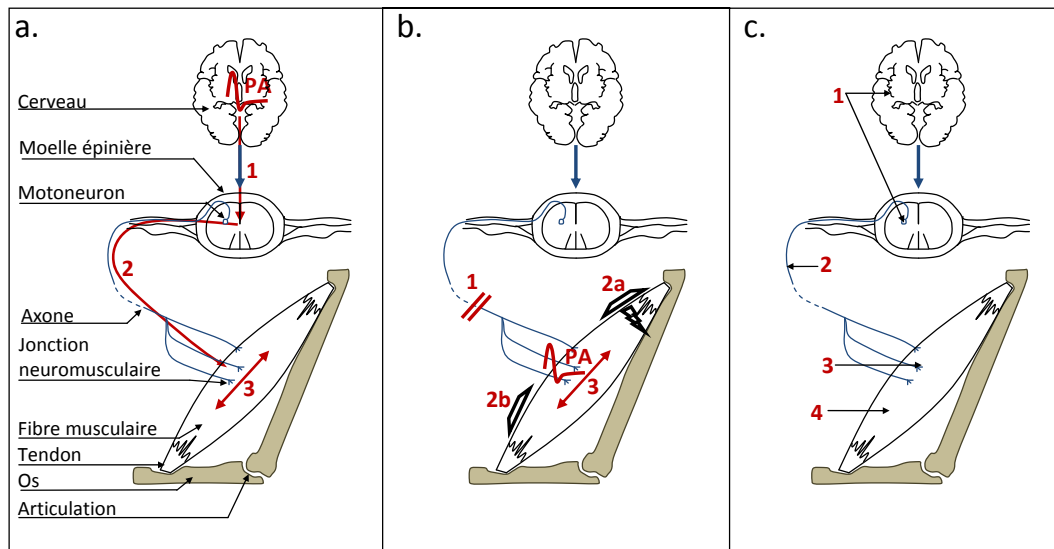 a.
PA
Cerveau
Moelle épinière
1
Motoneuron
2
Axone
Jonction
neuromusculaire
3
Fibre musculaire
Tendon
Os
Articulation
b.
1
2a
PA
3
2b
c.
1
2
3
4